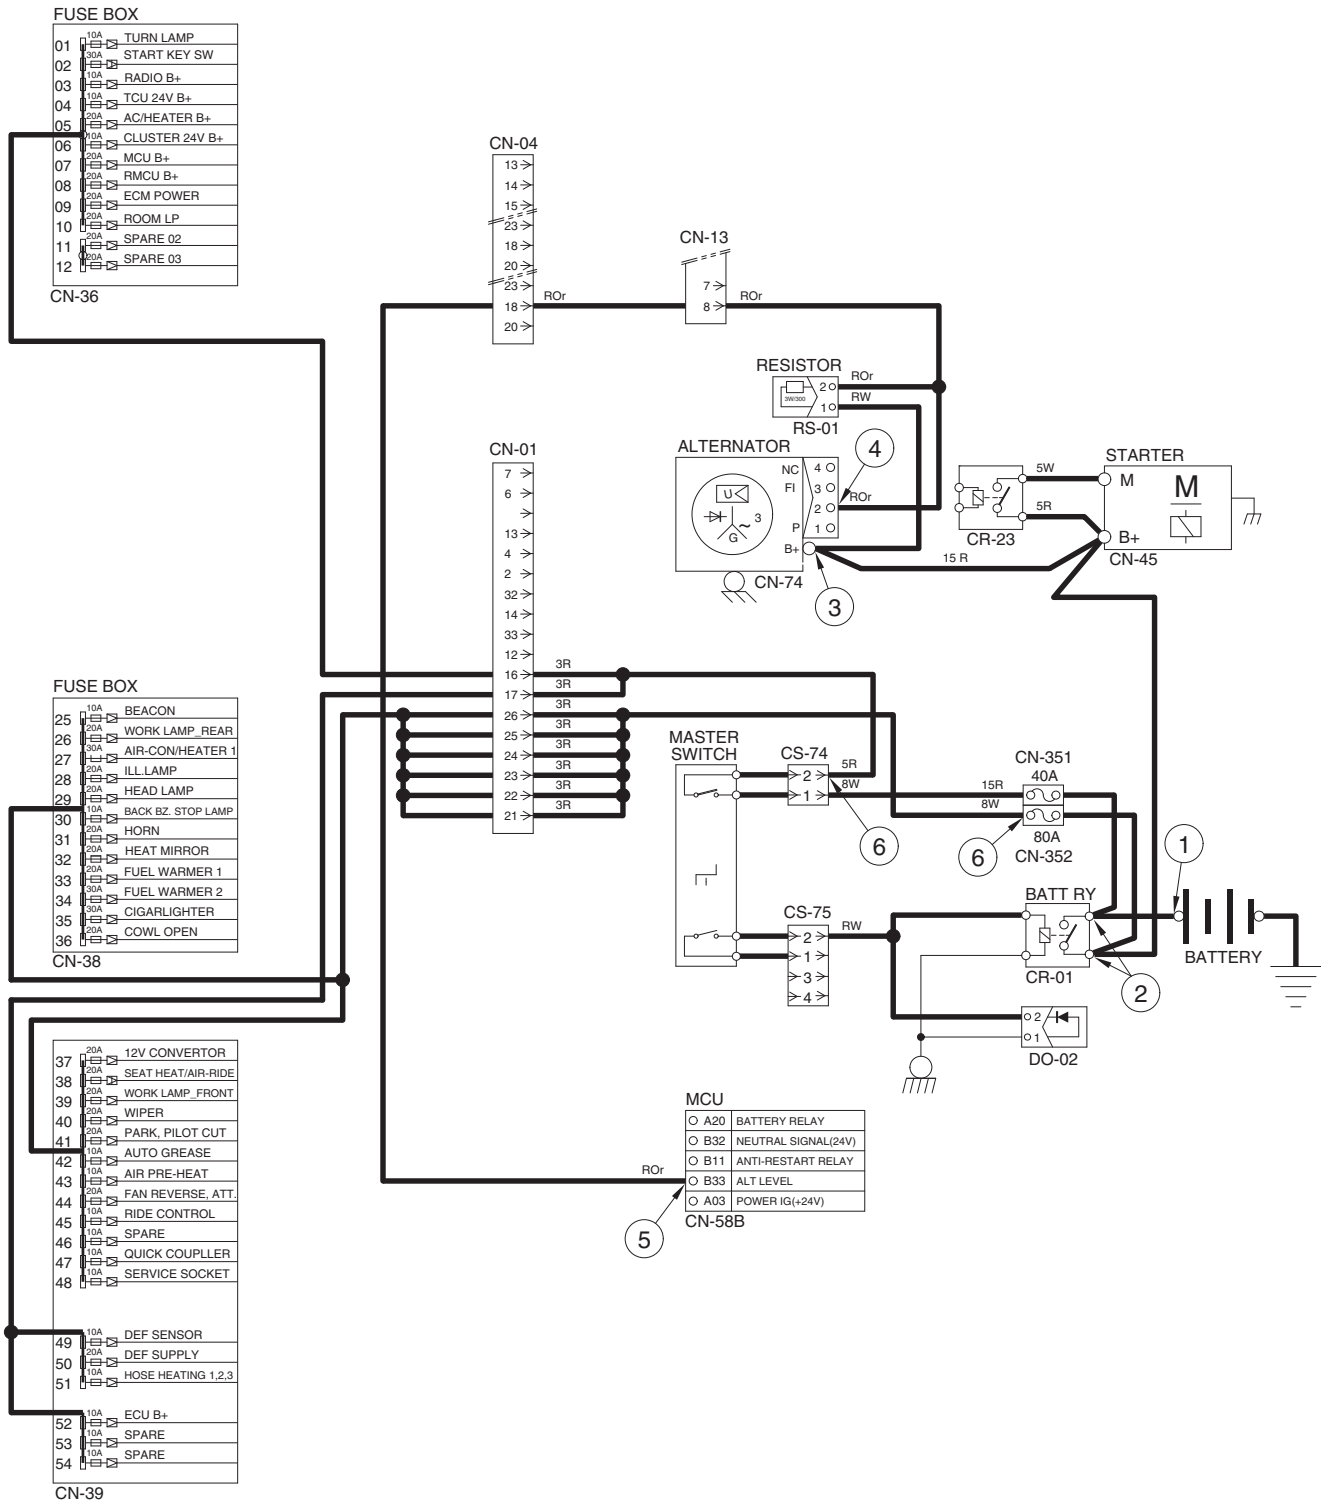 FUSE BOX
01 10A TURN LAMP
02 30A START KEY SW
03 10A RADIO B+
04 10A TCU 24V B+
05 20A AC/HEATER B+
06 10A CLUSTER 24V B+
07 20A MCU B+
08 20A RMCU B+
09 20A ECM POWER
10 20A ROOM LP
11 20A SPARE 02
12 20A SPARE 03
CN-36
CN-04
13
14
15
23
18
20
23
18 ROr
20
CN-13
7
8 ROr
RESISTOR
3W/300
2 ROr
1 RW
RS-01
ALTERNATOR
4
NC 4
FI 3
2 ROr
P 1
B+
U
3
G
CN-74
3
15 R
STARTER
5W
M
M
5R
B+
CR-23
CN-45
CN-01
7
6
13
4
2
32
14
33
12
16 3R
17 3R
26 3R
25 3R
24 3R
23 3R
22 3R
21 3R
FUSE BOX
25 10A BEACON
26 20A WORK LAMP_REAR
27 30A AIR-CON/HEATER 1
28 20A ILL.LAMP
29 20A HEAD LAMP
30 10A BACK BZ. STOP LAMP
31 20A HORN
32 20A HEAT MIRROR
33 20A FUEL WARMER 1
34 30A FUEL WARMER 2
35 30A CIGARLIGHTER
36 20A COWL OPEN
CN-38
MASTER
SWITCH
CS-74
2 5R
1 8W
6
CN-351
40A
15R
8W
80A
CN-352
6
1
BATT RY
BATTERY
CR-01
2
CS-75
2 RW
1
3
4
2
1
DO-02
37 20A 12V CONVERTOR
38 20A SEAT HEAT/AIR-RIDE
39 20A WORK LAMP_FRONT
40 20A WIPER
41 20A PARK, PILOT CUT
42 10A AUTO GREASE
43 10A AIR PRE-HEAT
44 20A FAN REVERSE, ATT.
45 10A RIDE CONTROL
46 10A SPARE
47 10A QUICK COUPLLER
48 10A SERVICE SOCKET
49 10A DEF SENSOR
50 20A DEF SUPPLY
51 10A HOSE HEATING 1,2,3
52 10A ECU B+
53 10A SPARE
54 10A SPARE
CN-39
MCU
A20 BATTERY RELAY
B32 NEUTRAL SIGNAL(24V)
B11 ANTI-RESTART RELAY
ROr B33 ALT LEVEL
A03 POWER IG(+24V)
CN-58B
5